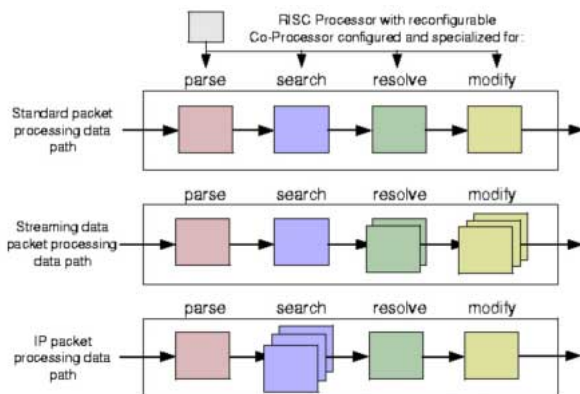 RISC Processor with reconfigurable
Co-Processor configured and specialized for:
parse search resolve modify
Standard packet
processing data
path
parse search resolve modify
Streaming data
packet processing
data path
parse search resolve modify
IP packet
processing data
path